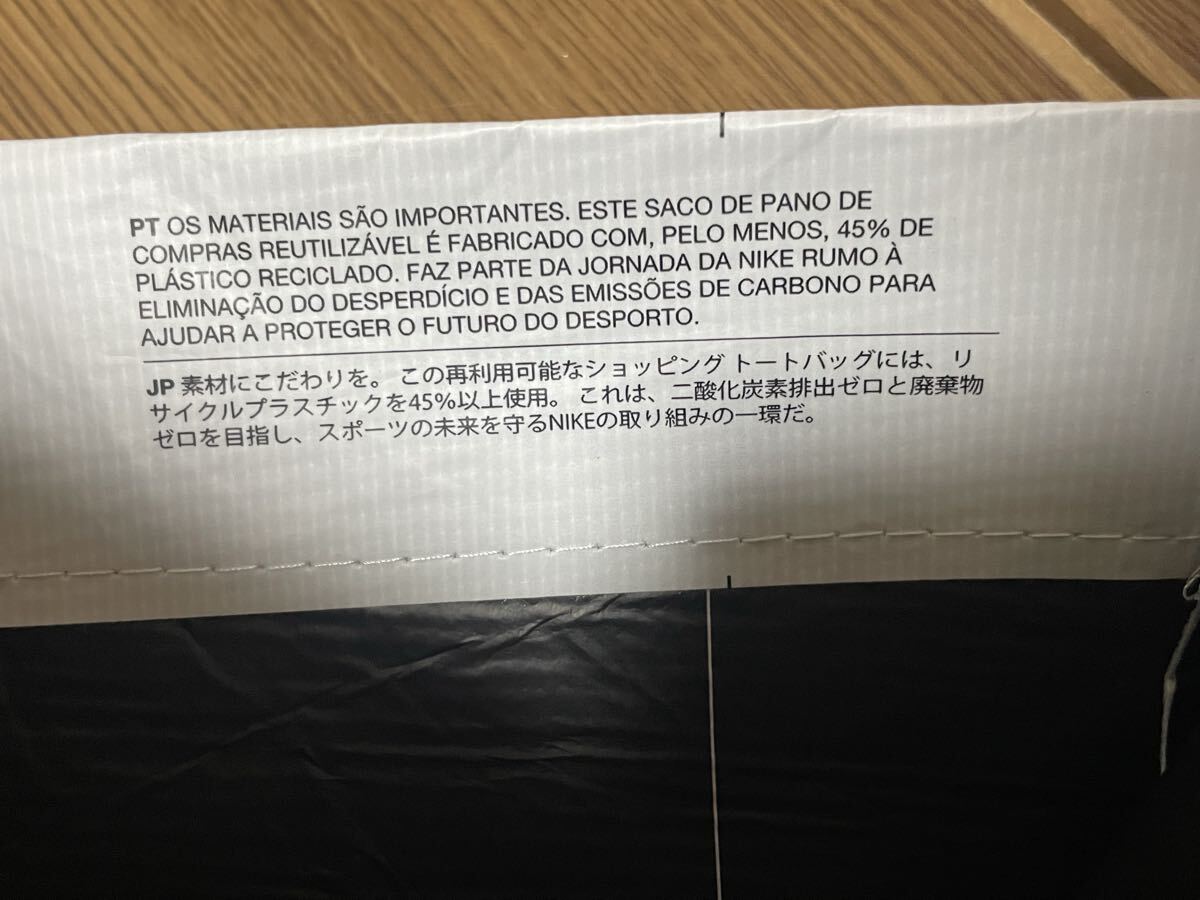 PT OS MATERIAIS SÃO IMPORTANTES. ESTE SACO DE PANO DE
COMPRAS REUTILIZÁVEL É FABRICADO COM, PELO MENOS, 45% DE
PLÁSTICO RECICLADO. FAZ PARTE DA JORNADA DA NIKE RUMO À
ELIMINAÇÃO DO DESPERDÍCIO E DAS EMISSÕES DE CARBONO PARA
AJUDAR A PROTEGER O FUTURO DO DESPORTO.
JP 素材にこだわりを。 この再利用可能なショッピング トートバッグには、リ
サイクルプラスチックを45%以上使用。 これは、二酸化炭素排出ゼロと廃棄物
ゼロを目指し、スポーツの未来を守るNIKEの取り組みの一環だ。